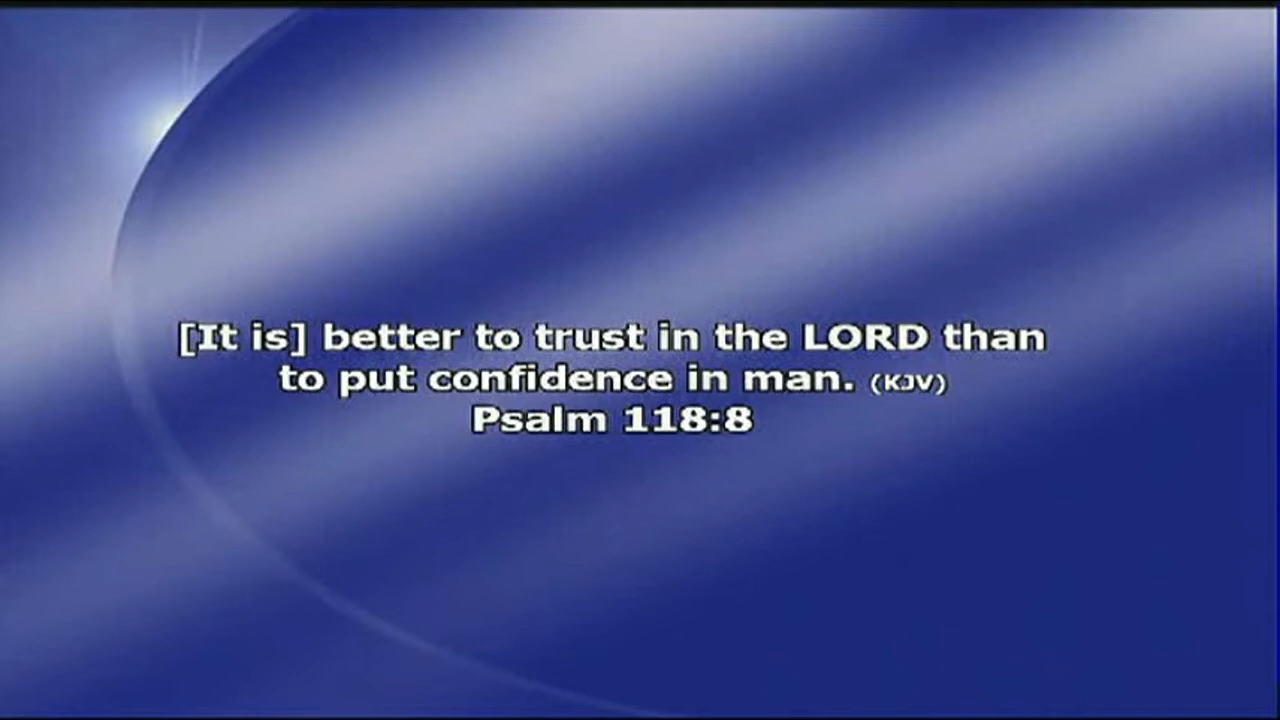 [It is] better to trust in the LORD than
to put confidence in man. (KJV)
Psalm 118:8